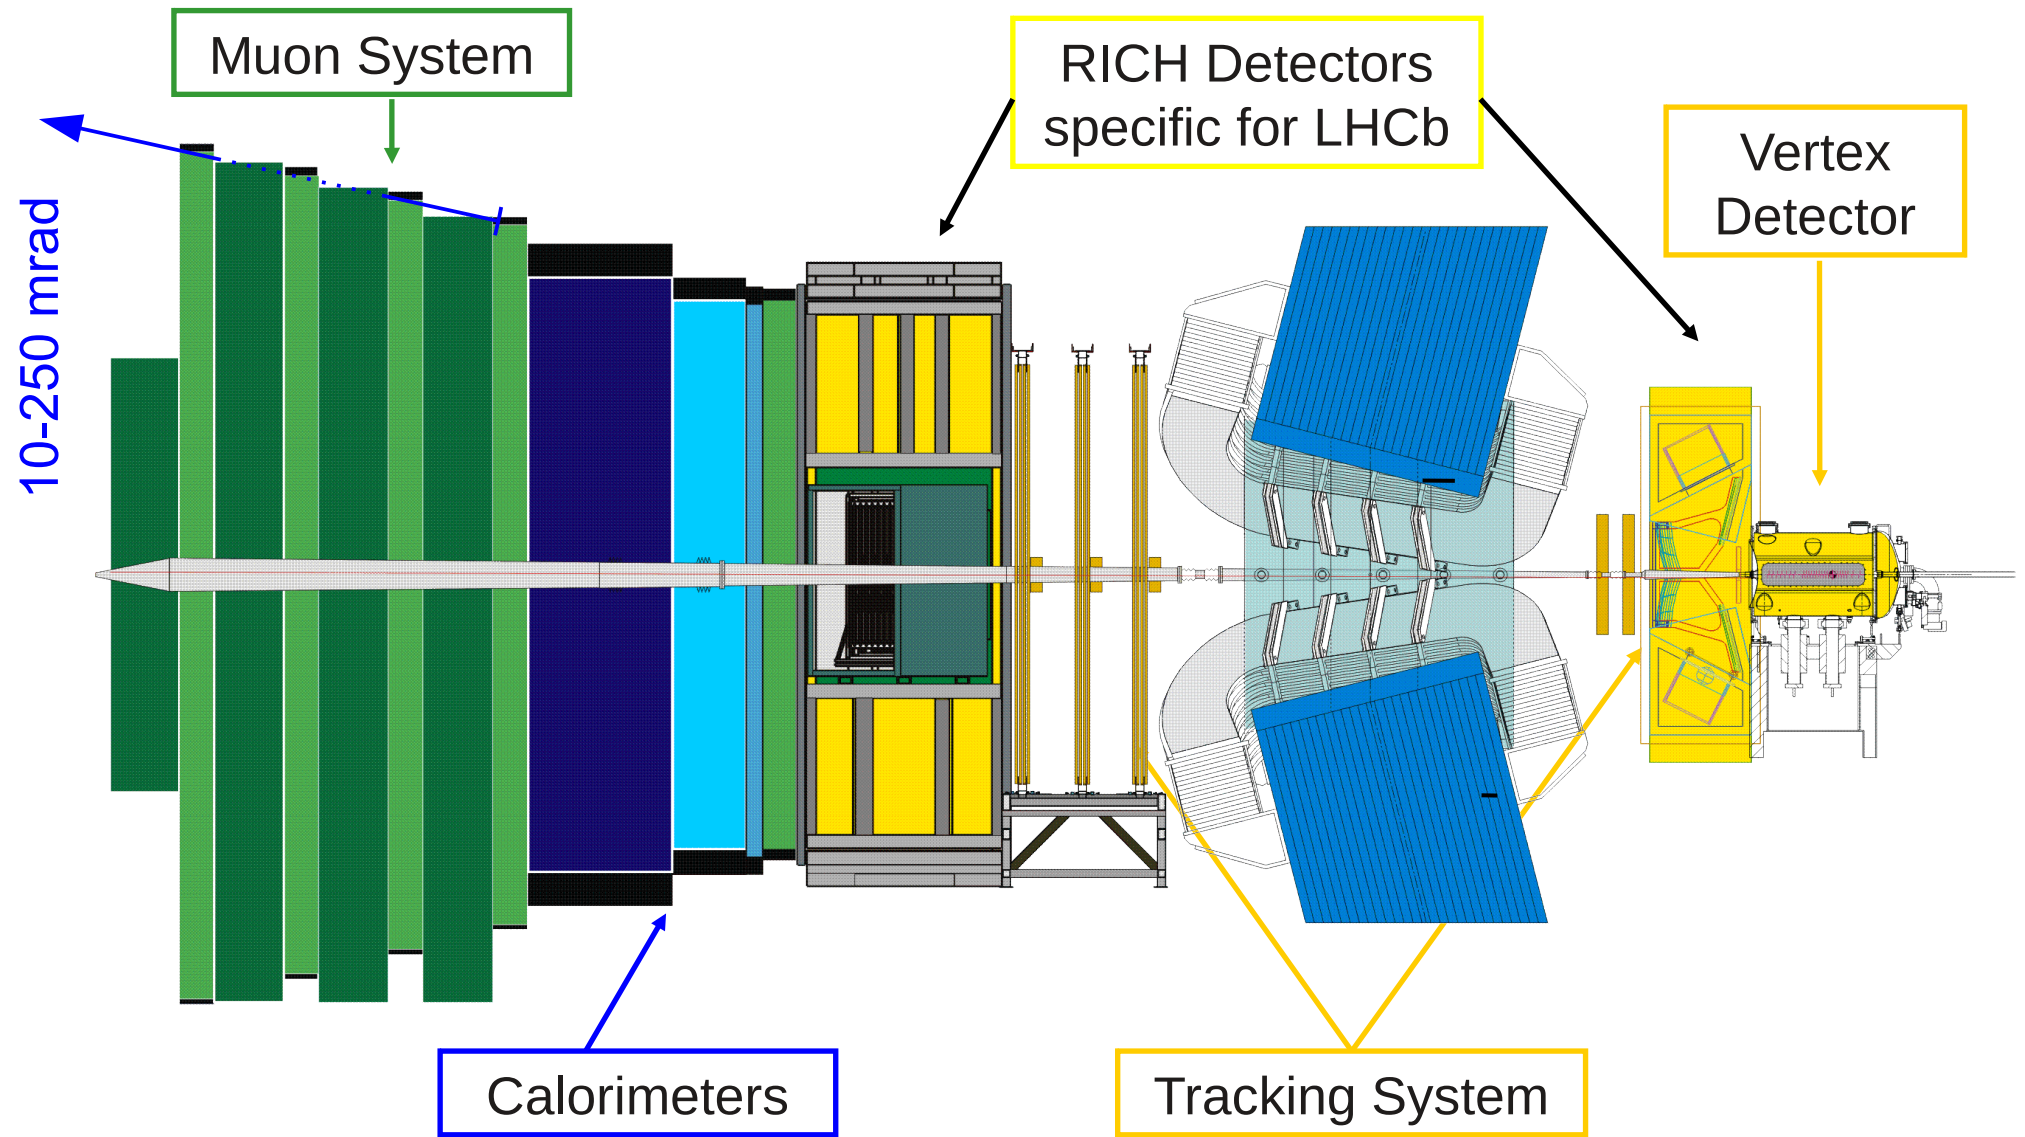 Muon System
RICH Detectors
specific for LHCb
Vertex
Detector
10-250 mrad
Calorimeters
Tracking System